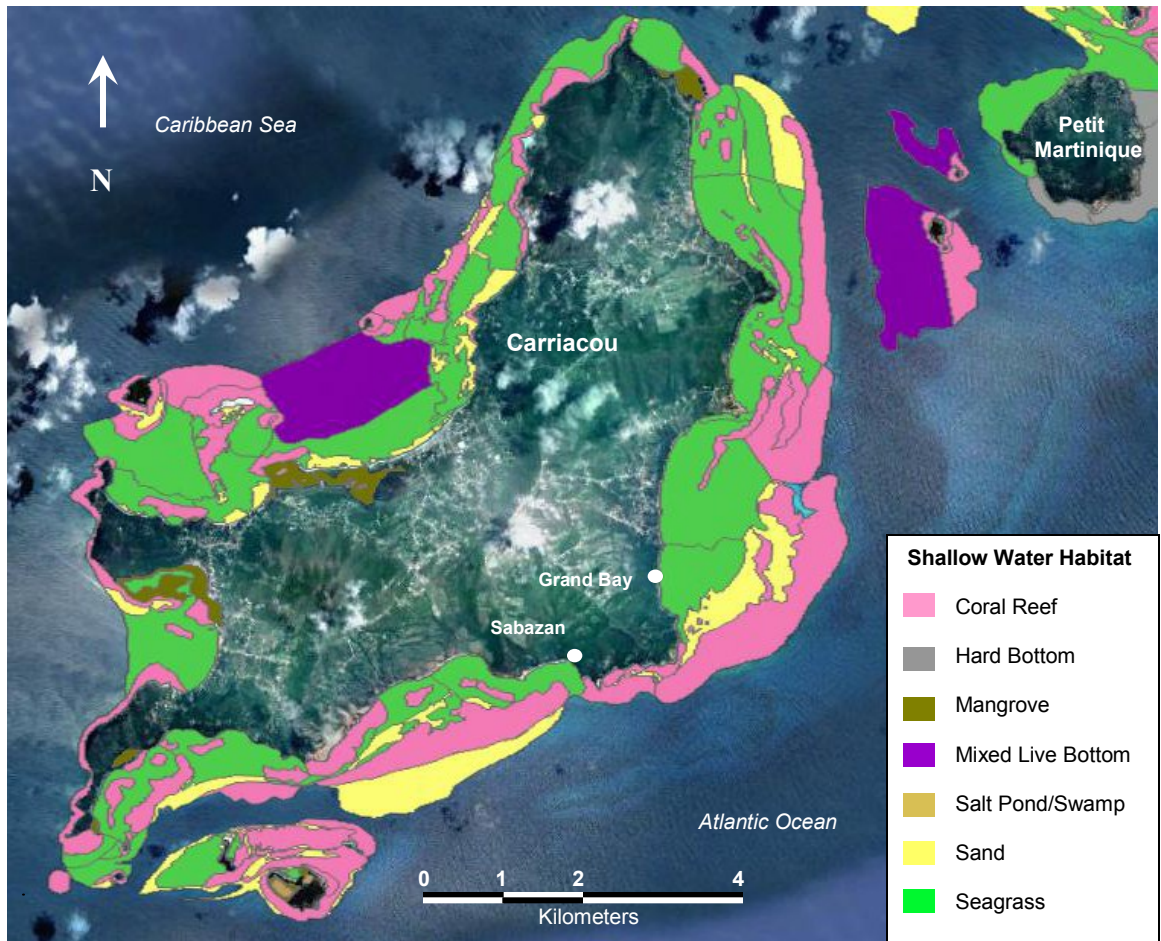 Caribbean Sea
N
Petit
Martinique
Carriacou
Grand Bay
Sabazan
Atlantic Ocean
0 1 2 4
Kilometers
Shallow Water Habitat
Coral Reef
Hard Bottom
Mangrove
Mixed Live Bottom
Salt Pond/Swamp
Sand
Seagrass